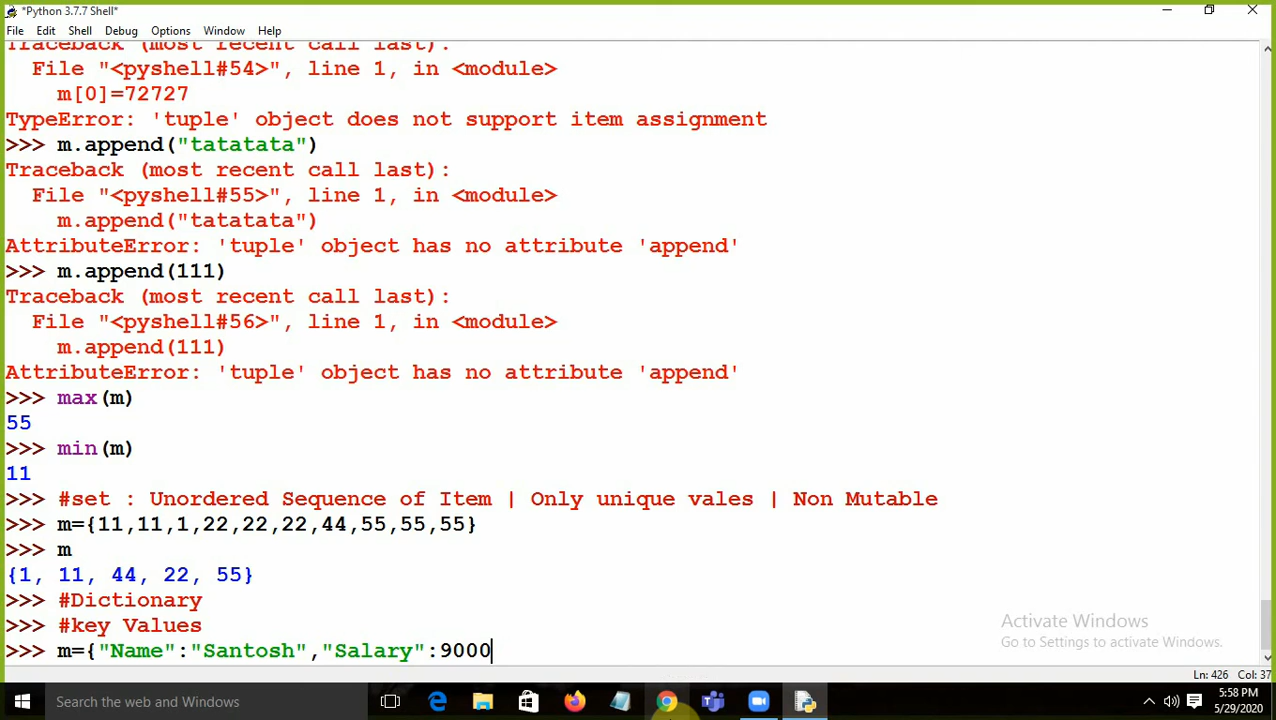 *Python 3.7.7 Shell*
File Edit Shell Debug Options Window Help
Traceback (most recent call last):
File "<pyshell#54>", line 1, in <module>
m[0]=72727
TypeError: 'tuple' object does not support item assignment
>>> m.append("tatatata")
Traceback (most recent call last):
File "<pyshell#55>", line 1, in <module>
m.append("tatatata")
AttributeError: 'tuple' object has no attribute 'append'
>>> m.append(111)
Traceback (most recent call last):
File "<pyshell#56>", line 1, in <module>
m.append(111)
AttributeError: 'tuple' object has no attribute 'append'
>>> max(m)
55
>>> min(m)
11
>>> #set : Unordered Sequence of Item | Only unique vales | Non Mutable
>>> m={11,11,1,22,22,22,44,55,55,55}
>>> m
{1, 11, 44, 22, 55}
>>> #Dictionary
>>> #key Values
>>> m={"Name":"Santosh","Salary":9000
Activate Windows
Go to Settings to activate Windows.
Ln: 426 Col: 37
Search the web and Windows
5:58 PM
5/29/2020